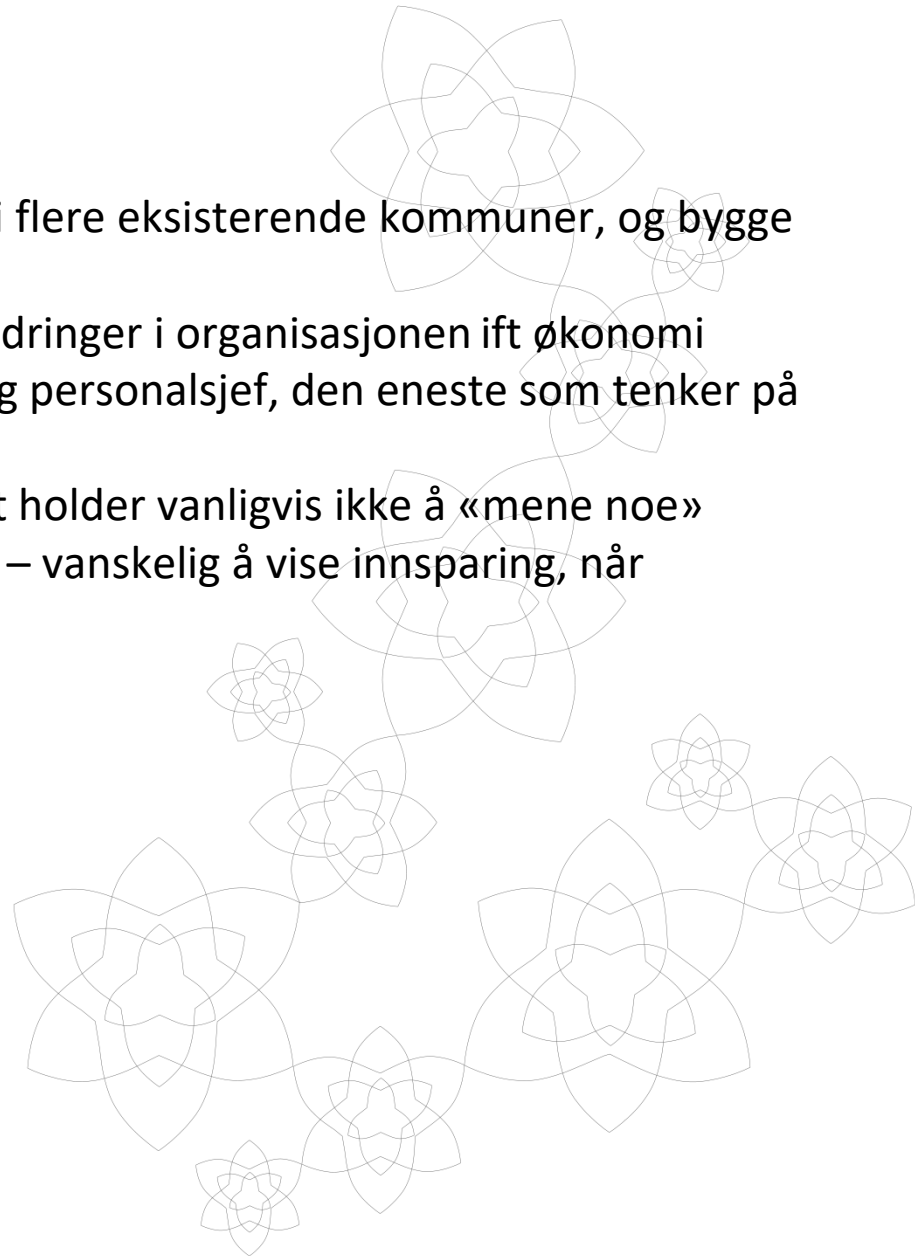 i flere eksisterende kommuner, og bygge
dringer i organisasjonen ift økonomi
g personalsjef, den eneste som tenker på
t holder vanligvis ikke å «mene noe»
– vanskelig å vise innsparing, når